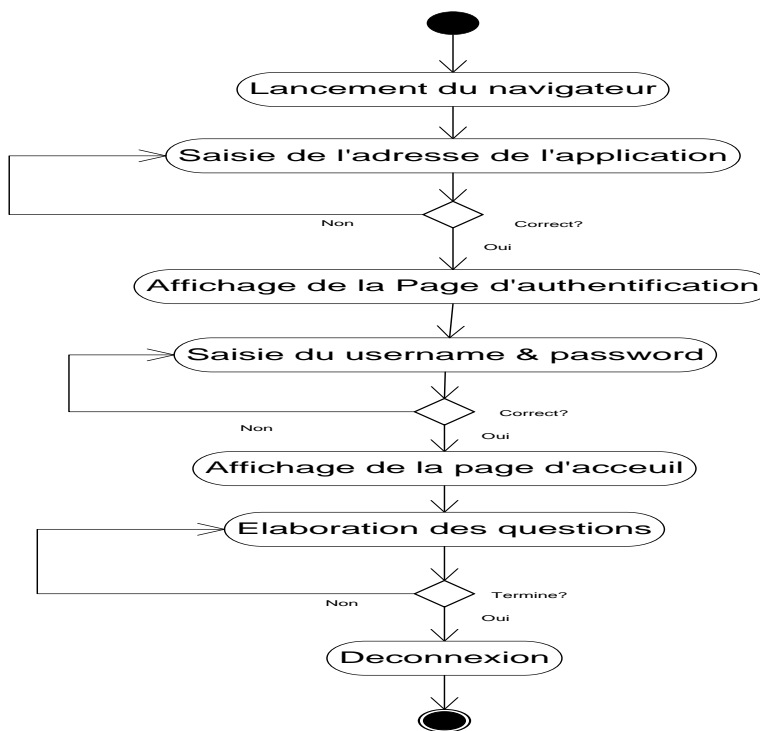 Lancement du navigateur
Saisie de l'adresse de l'application
Non
Correct?
Oui
Affichage de la Page d'authentification
Saisie du username & password
Non
Correct?
Oui
Affichage de la page d'acceuil
Elaboration des questions
Non
Termine?
Oui
Deconnexion